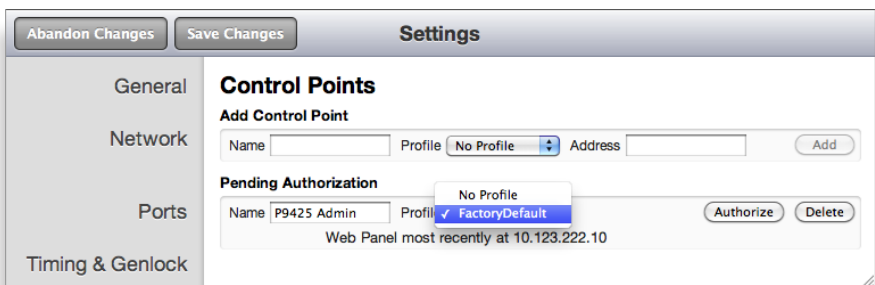 Abandon Changes Save Changes Settings
General
Network
Ports
Timing & Genlock
Control Points
Add Control Point
Name Profile No Profile Address Add
Pending Authorization
No Profile
Name P9425 Admin Profil ✓ FactoryDefault Authorize Delete
Web Panel most recently at 10.123.222.10